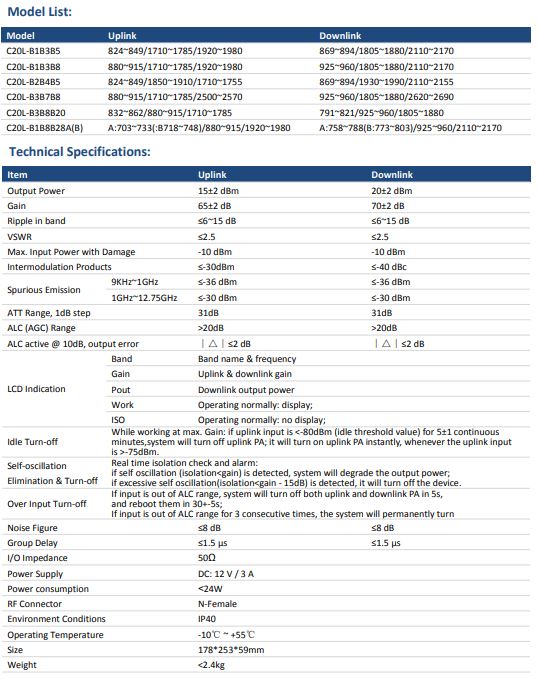 Model List:
Model Uplink Downlink
C20L-B1B3B5 824~849/1710~1785/1920~1980 869~894/1805~1880/2110~2170
C20L-B1B3B8 880~915/1710~1785/1920~1980 925~960/1805~1880/2110~2170
C20L-B2B4B5 824~849/1850~1910/1710~1755 869~894/1930~1990/2110~2155
C20L-B3B7B8 880~915/1710~1785/2500~2570 925~960/1805~1880/2620~2690
C20L-B3B8B20 832~862/880~915/1710~1785 791~821/925~960/1805~1880
C20L-B1B8B28A(B) A:703~733(B718~748)/880~915/1920~1980 A:758~788(B:773~803)/925~960/2110~2170
Technical Specifications:
Item Uplink Downlink
Output Power 15±2 dBm 20±2 dBm
Gain 65±2 dB 70±2 dB
Ripple in band ≤6~15 dB ≤6~15 dB
VSWR ≤2.5 ≤2.5
Max. Input Power with Damage -10 dBm -10 dBm
Intermodulation Products ≤-30dBm ≤-40 dBc
Spurious Emission 9KHz~1GHz ≤-36 dBm ≤-36 dBm
1GHz~12.75GHz ≤-30 dBm ≤-30 dBm
ATT Range, 1dB step 31dB 31dB
ALC (AGC) Range >20dB >20dB
ALC active @ 10dB, output error ｜△｜≤2 dB ｜△｜≤2 dB
LCD Indication Band Band name & frequency
Gain Uplink & downlink gain
Pout Downlink output power
Work Operating normally: display;
ISO Operating normally: no display;
Idle Turn-off While working at max. Gain: if uplink input is <-80dBm (idle threshold value) for 5±1 continuous
minutes,system will turn off uplink PA; it will turn on uplink PA instantly, whenever the uplink input
is >-75dBm.
Self-oscillation Real time isolation check and alarm:
if self oscillation (isolation<gain) is detected, system will degrade the output power;
Elimination & Turn-off if excessive self oscillation(isolation<gain - 15dB) is detected, it will turn off the device.
Over Input Turn-off If input is out of ALC range, system will turn off both uplink and downlink PA in 5s,
and reboot them in 30+-5s;
If input is out of ALC range for 3 consecutive times, the system will permanently turn
Noise Figure ≤8 dB ≤8 dB
Group Delay ≤1.5 μs ≤1.5 μs
I/O Impedance 50Ω
Power Supply DC: 12 V / 3 A
Power consumption <24W
RF Connector N-Female
Environment Conditions IP40
Operating Temperature -10℃ ~ +55℃
Size 178*253*59mm
Weight <2.4kg